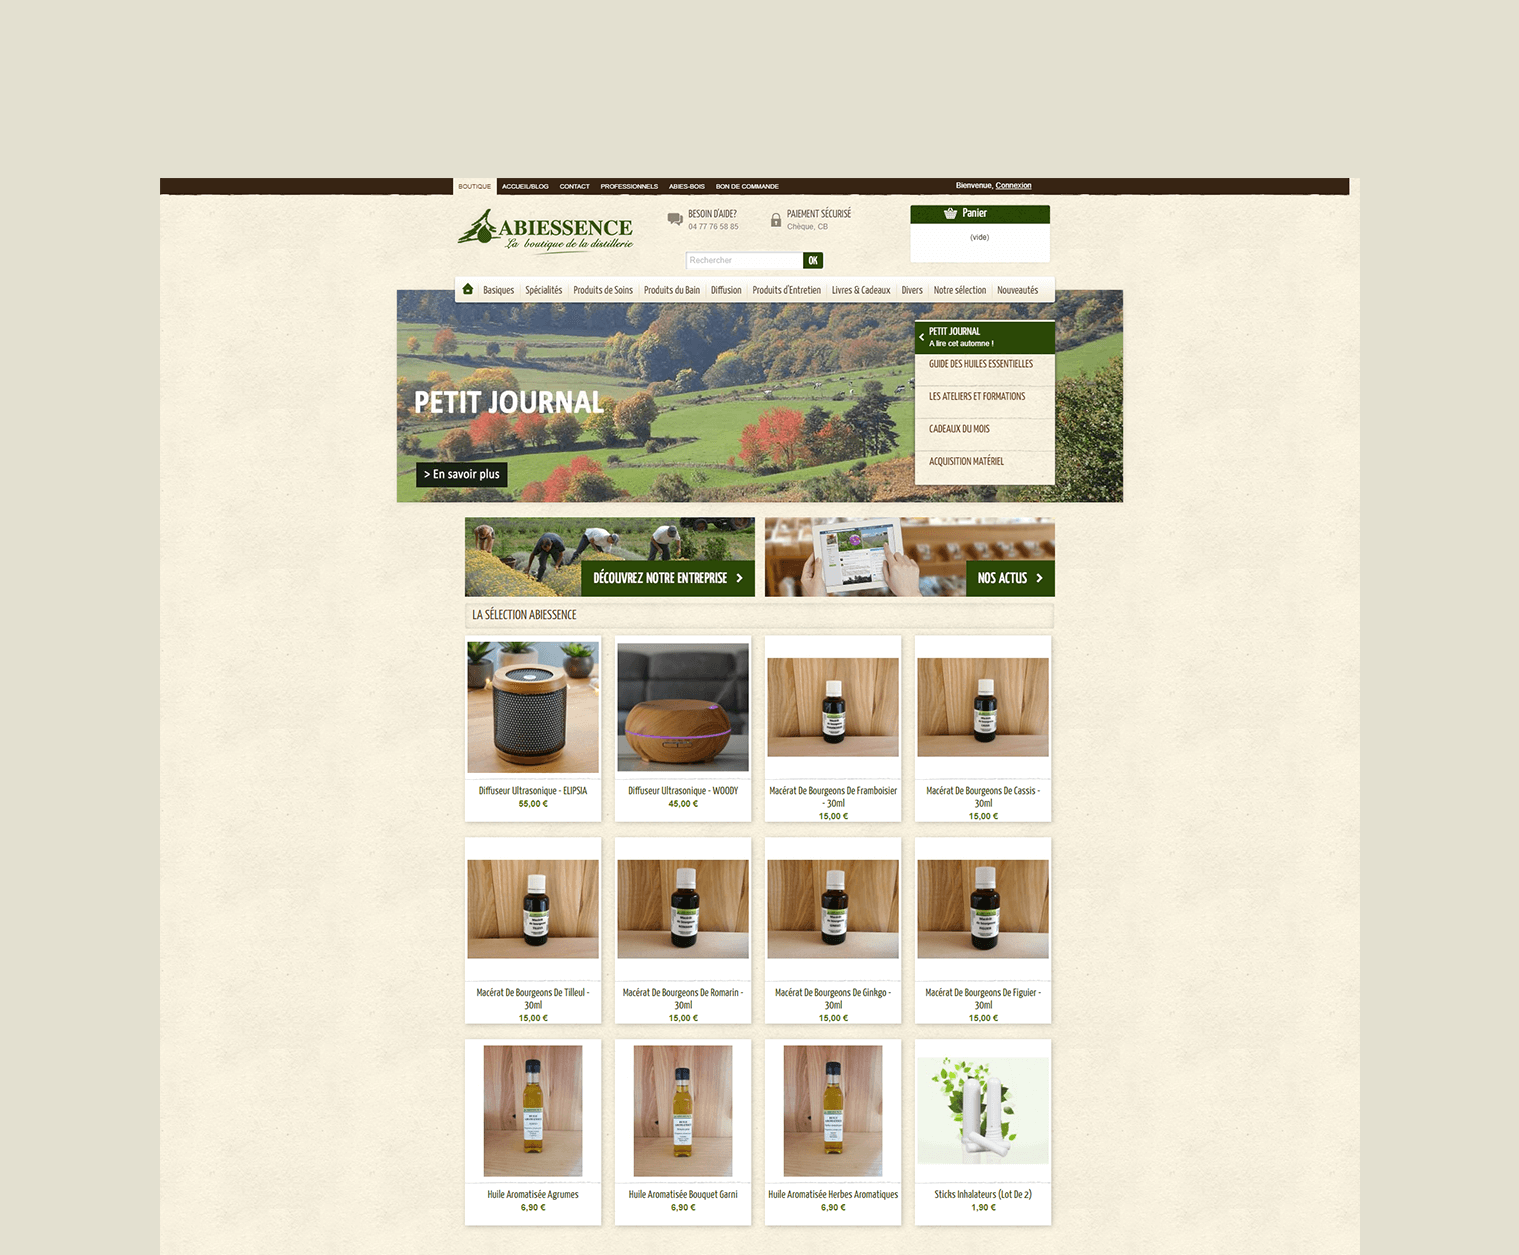 BOUTIQUE ACCUEIL/BLOG CONTACT PROFESSIONNELS ABIES-BOIS BON DE COMMANDE Bienvenue, Connexion
ABIESSENCE
La boutique de la distillerie
BESOIN D'AIDE?
04 77 76 58 85
PAIEMENT SÉCURISÉ
Chèque, CB
Panier
(vide)
Rechercher OK
Basiques Spécialités Produits de Soins Produits du Bain Diffusion Produits d'Entretien Livres & Cadeaux Divers Notre sélection Nouveautés
PETIT JOURNAL
> En savoir plus
PETIT JOURNAL
A lire cet automne !
GUIDE DES HUILES ESSENTIELLES
LES ATELIERS ET FORMATIONS
CADEAUX DU MOIS
ACQUISITION MATÉRIEL
DÉCOUVREZ NOTRE ENTREPRISE
NOS ACTUS
LA SÉLECTION ABIESSENCE
Diffuseur Ultrasonique - ELIPSIA
55,00 €
Diffuseur Ultrasonique - WOODY
45,00 €
Macérat De Bourgeons De Framboisier
- 30ml
15,00 €
Macérat De Bourgeons De Cassis -
30ml
15,00 €
Macérat De Bourgeons De Tilleul -
30ml
15,00 €
Macérat De Bourgeons De Romarin -
30ml
15,00 €
Macérat De Bourgeons De Ginkgo -
30ml
15,00 €
Macérat De Bourgeons De Figuier -
30ml
15,00 €
Huile Aromatisée Agrumes
6,90 €
Huile Aromatisée Bouquet Garni
6,90 €
Huile Aromatisée Herbes Aromatiques
6,90 €
Sticks Inhalateurs (Lot De 2)
1,90 €